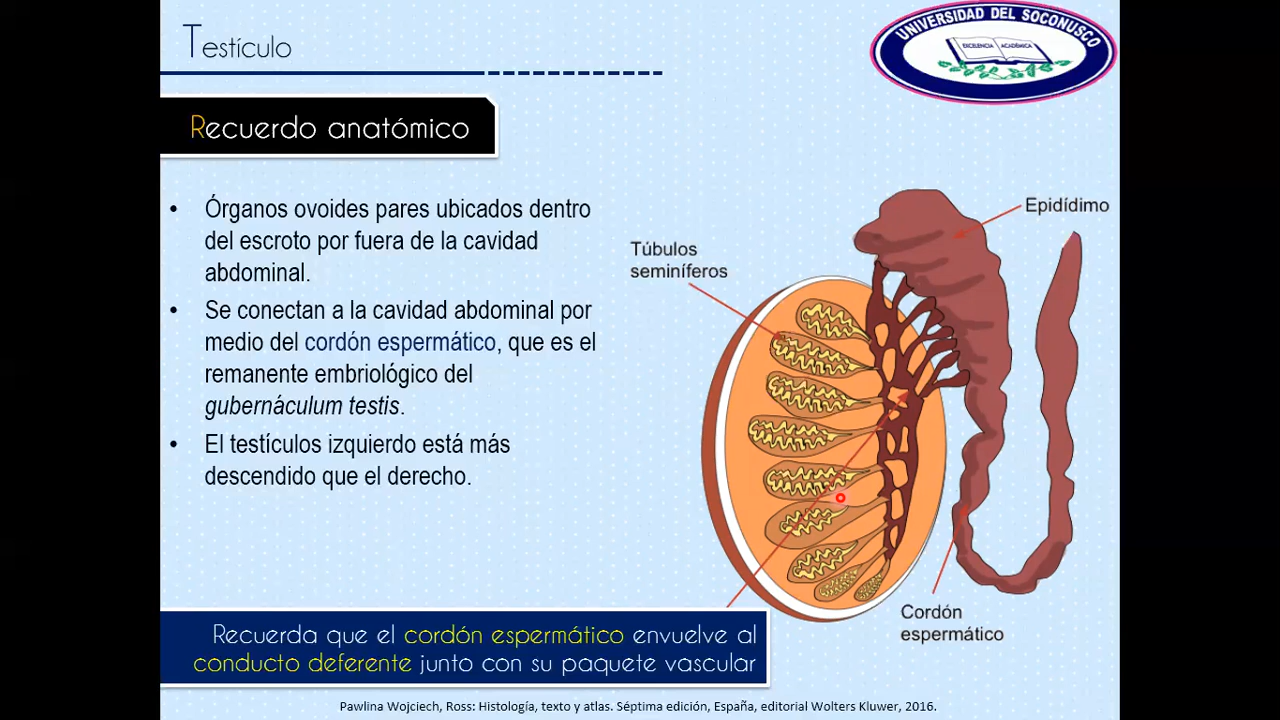 Testículo
UNIVERSIDAD DEL SOCONUSCO
EXCELENCIA ACADÉMICA
Recuerdo anatómico
• Órganos ovoides pares ubicados dentro
del escroto por fuera de la cavidad
abdominal.
• Se conectan a la cavidad abdominal por
medio del cordón espermático, que es el
remanente embriológico del
gubernáculum testis.
• El testículos izquierdo está más
descendido que el derecho.
Epidídimo
Túbulos
seminíferos
Cordón
espermático
Recuerda que el cordón espermático envuelve al
conducto deferente junto con su paquete vascular
Pawlina Wojciech, Ross: Histología, texto y atlas. Séptima edición, España, editorial Wolters Kluwer, 2016.